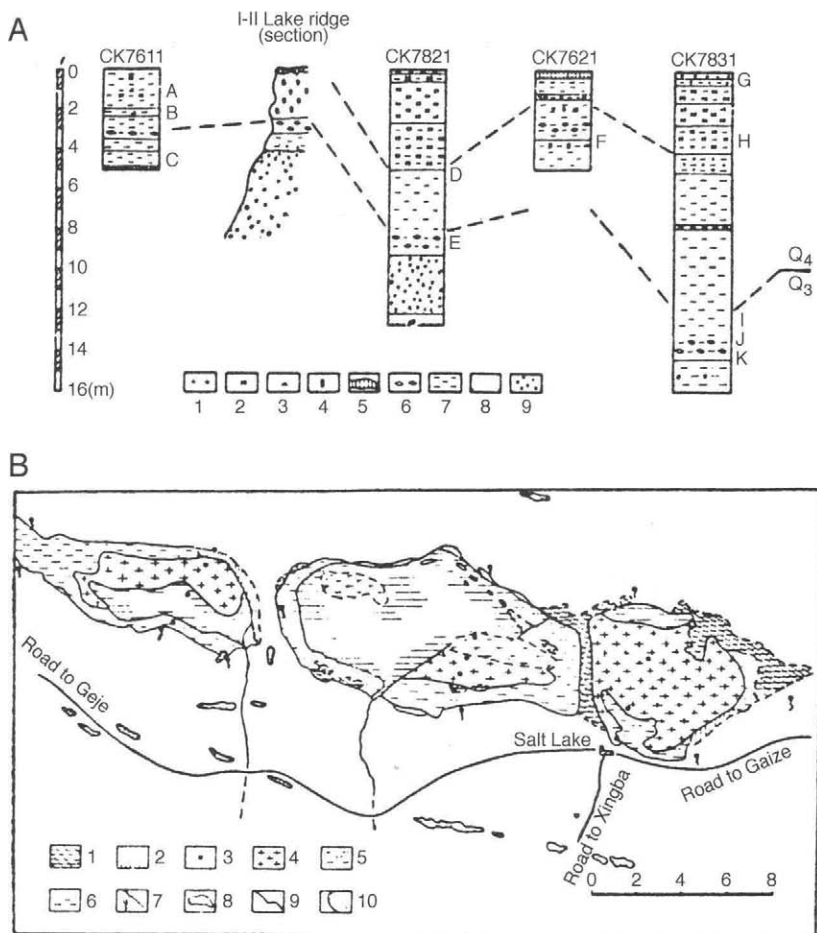 A
I-II Lake ridge
(section)
CK7611
CK7821
CK7621
CK7831
0
2
4
6
8
10
12
14
16(m)
A
B
C
D
E
F
G
H
I
J
K
Q4
Q3
1 2 3 4 5 6 7 8 9
B
Road to Geje
Salt Lake
Road to Gaize
Road to Xingba
1 2 3 4 5
6 7 8 9 10
0 2 4 6 8